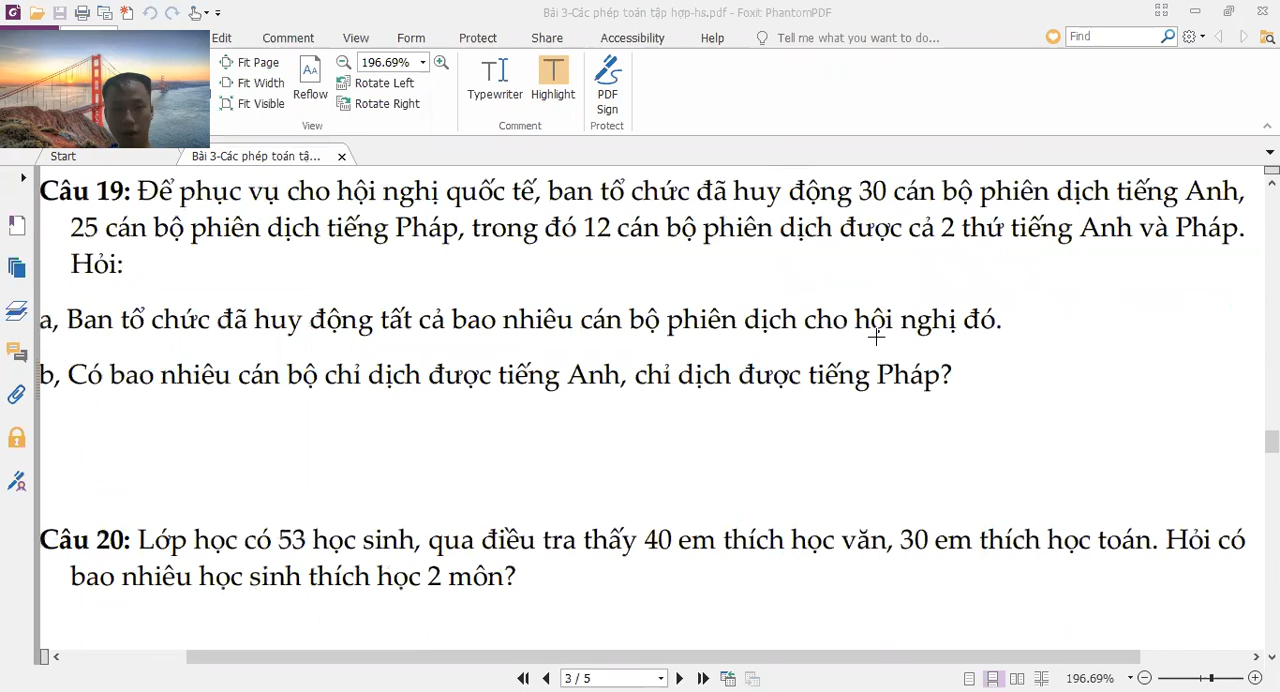 Bài 3-Các phép toán tập hợp-hs.pdf - Foxit PhantomPDF
Edit Comment View Form Protect Share Accessibility Help Tell me what you want to do... Find
Fit Page
Fit Width
Fit Visible
Reflow
196.69%
Rotate Left
Rotate Right
View
Typewriter Highlight
Comment
PDF
Sign
Protect
Start Bài 3-Các phép toán tậ...
Câu 19: Để phục vụ cho hội nghị quốc tế, ban tổ chức đã huy động 30 cán bộ phiên dịch tiếng Anh,
25 cán bộ phiên dịch tiếng Pháp, trong đó 12 cán bộ phiên dịch được cả 2 thứ tiếng Anh và Pháp.
Hỏi:
a, Ban tổ chức đã huy động tất cả bao nhiêu cán bộ phiên dịch cho hội nghị đó.
b, Có bao nhiêu cán bộ chỉ dịch được tiếng Anh, chỉ dịch được tiếng Pháp?
Câu 20: Lớp học có 53 học sinh, qua điều tra thấy 40 em thích học văn, 30 em thích học toán. Hỏi có
bao nhiêu học sinh thích học 2 môn?
3 / 5 196.69%